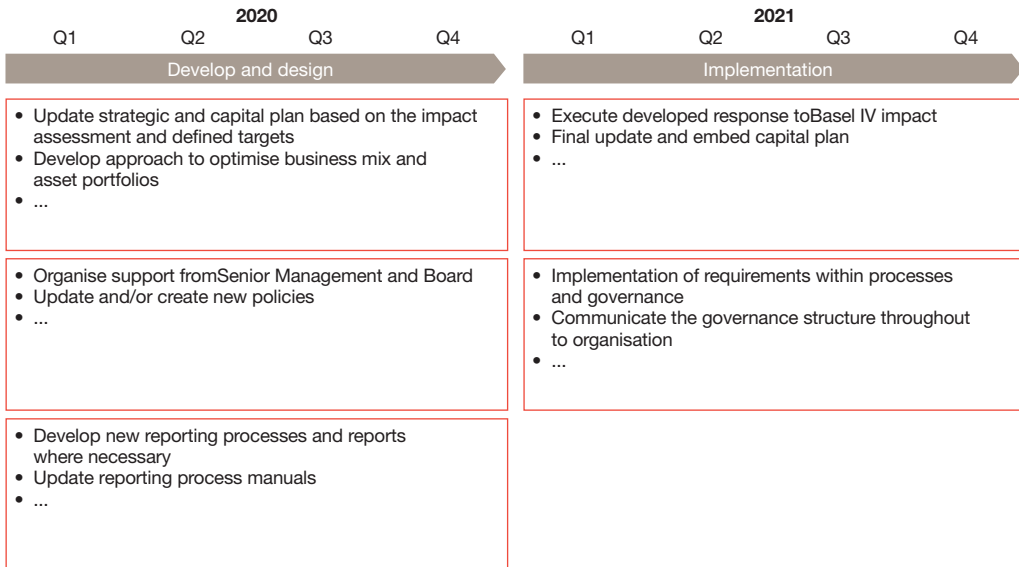 2020
Q1 Q2 Q3 Q4
Develop and design
• Update strategic and capital plan based on the impact
assessment and defined targets
• Develop approach to optimise business mix and
asset portfolios
• ...
• Organise support fromSenior Management and Board
• Update and/or create new policies
• ...
• Develop new reporting processes and reports
where necessary
• Update reporting process manuals
• ...
2021
Q1 Q2 Q3 Q4
Implementation
• Execute developed response toBasel IV impact
• Final update and embed capital plan
• ...
• Implementation of requirements within processes
and governance
• Communicate the governance structure throughout
to organisation
• ...